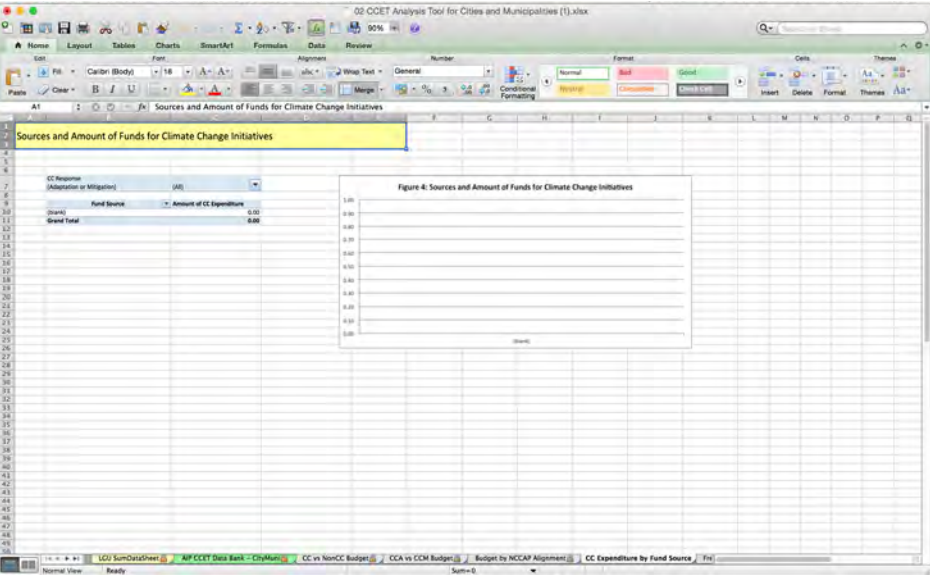 02 CCET Analysis Tool for Cities and Municipalities (1).xlsx
90%
Home Layout Tables Charts SmartArt Formulas Data Review
Edit Font Alignment Number Format Cells Themes
Fill Calibri (Body) 18 A A abc Wrap Text General Normal Bad Good
Paste Clear B I U A Merge % Conditional Formatting Neutral Calculation Check Cell Insert Delete Format Themes Aa
A1 fx Sources and Amount of Funds for Climate Change Initiatives
F G H I J K L M N O P Q
Sources and Amount of Funds for Climate Change Initiatives
CC Response
(Adaptation or Mitigation) (All)
Fund Source Amount of CC Expenditure
(blank) 0.00
Grand Total 0.00
Figure 4: Sources and Amount of Funds for Climate Change Initiatives
1.00
0.90
0.80
0.70
0.60
0.50
0.40
0.30
0.20
0.10
0.00
(blank)
LGU SumDataSheet AIP CCET Data Bank - CityMuni CC vs NonCC Budget CCA vs CCM Budget Budget by NCCAP Alignment CC Expenditure by Fund Source
Normal View Ready Sum=0